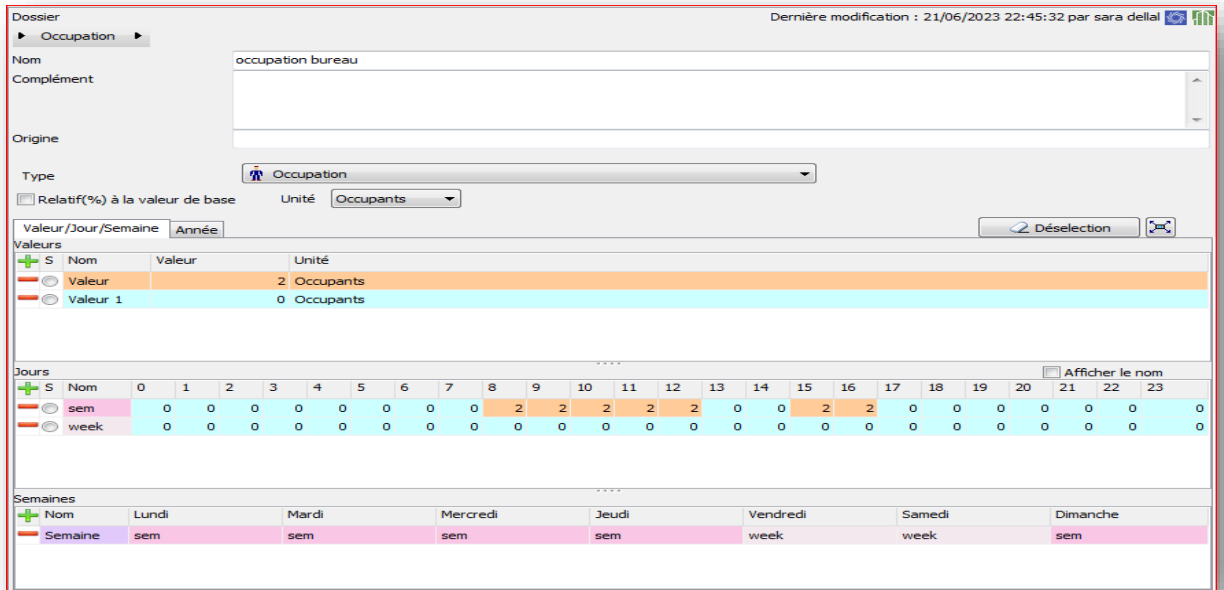 Dossier Dernière modification : 21/06/2023 22:45:32 par sara dellal
Occupation
Nom occupation bureau
Complément
Origine
Type Occupation
Relatif(%) à la valeur de base Unité Occupants
Valeur/Jour/Semaine Année Déselection
Valeurs
S Nom Valeur Unité
Valeur 2 Occupants
Valeur 1 0 Occupants
Jours Afficher le nom
S Nom 0 1 2 3 4 5 6 7 8 9 10 11 12 13 14 15 16 17 18 19 20 21 22 23
sem 0 0 0 0 0 0 0 0 2 2 2 2 2 0 0 2 2 0 0 0 0 0 0 0
week 0 0 0 0 0 0 0 0 0 0 0 0 0 0 0 0 0 0 0 0 0 0 0 0
Semaines
Nom Lundi Mardi Mercredi Jeudi Vendredi Samedi Dimanche
Semaine sem sem sem sem week week sem